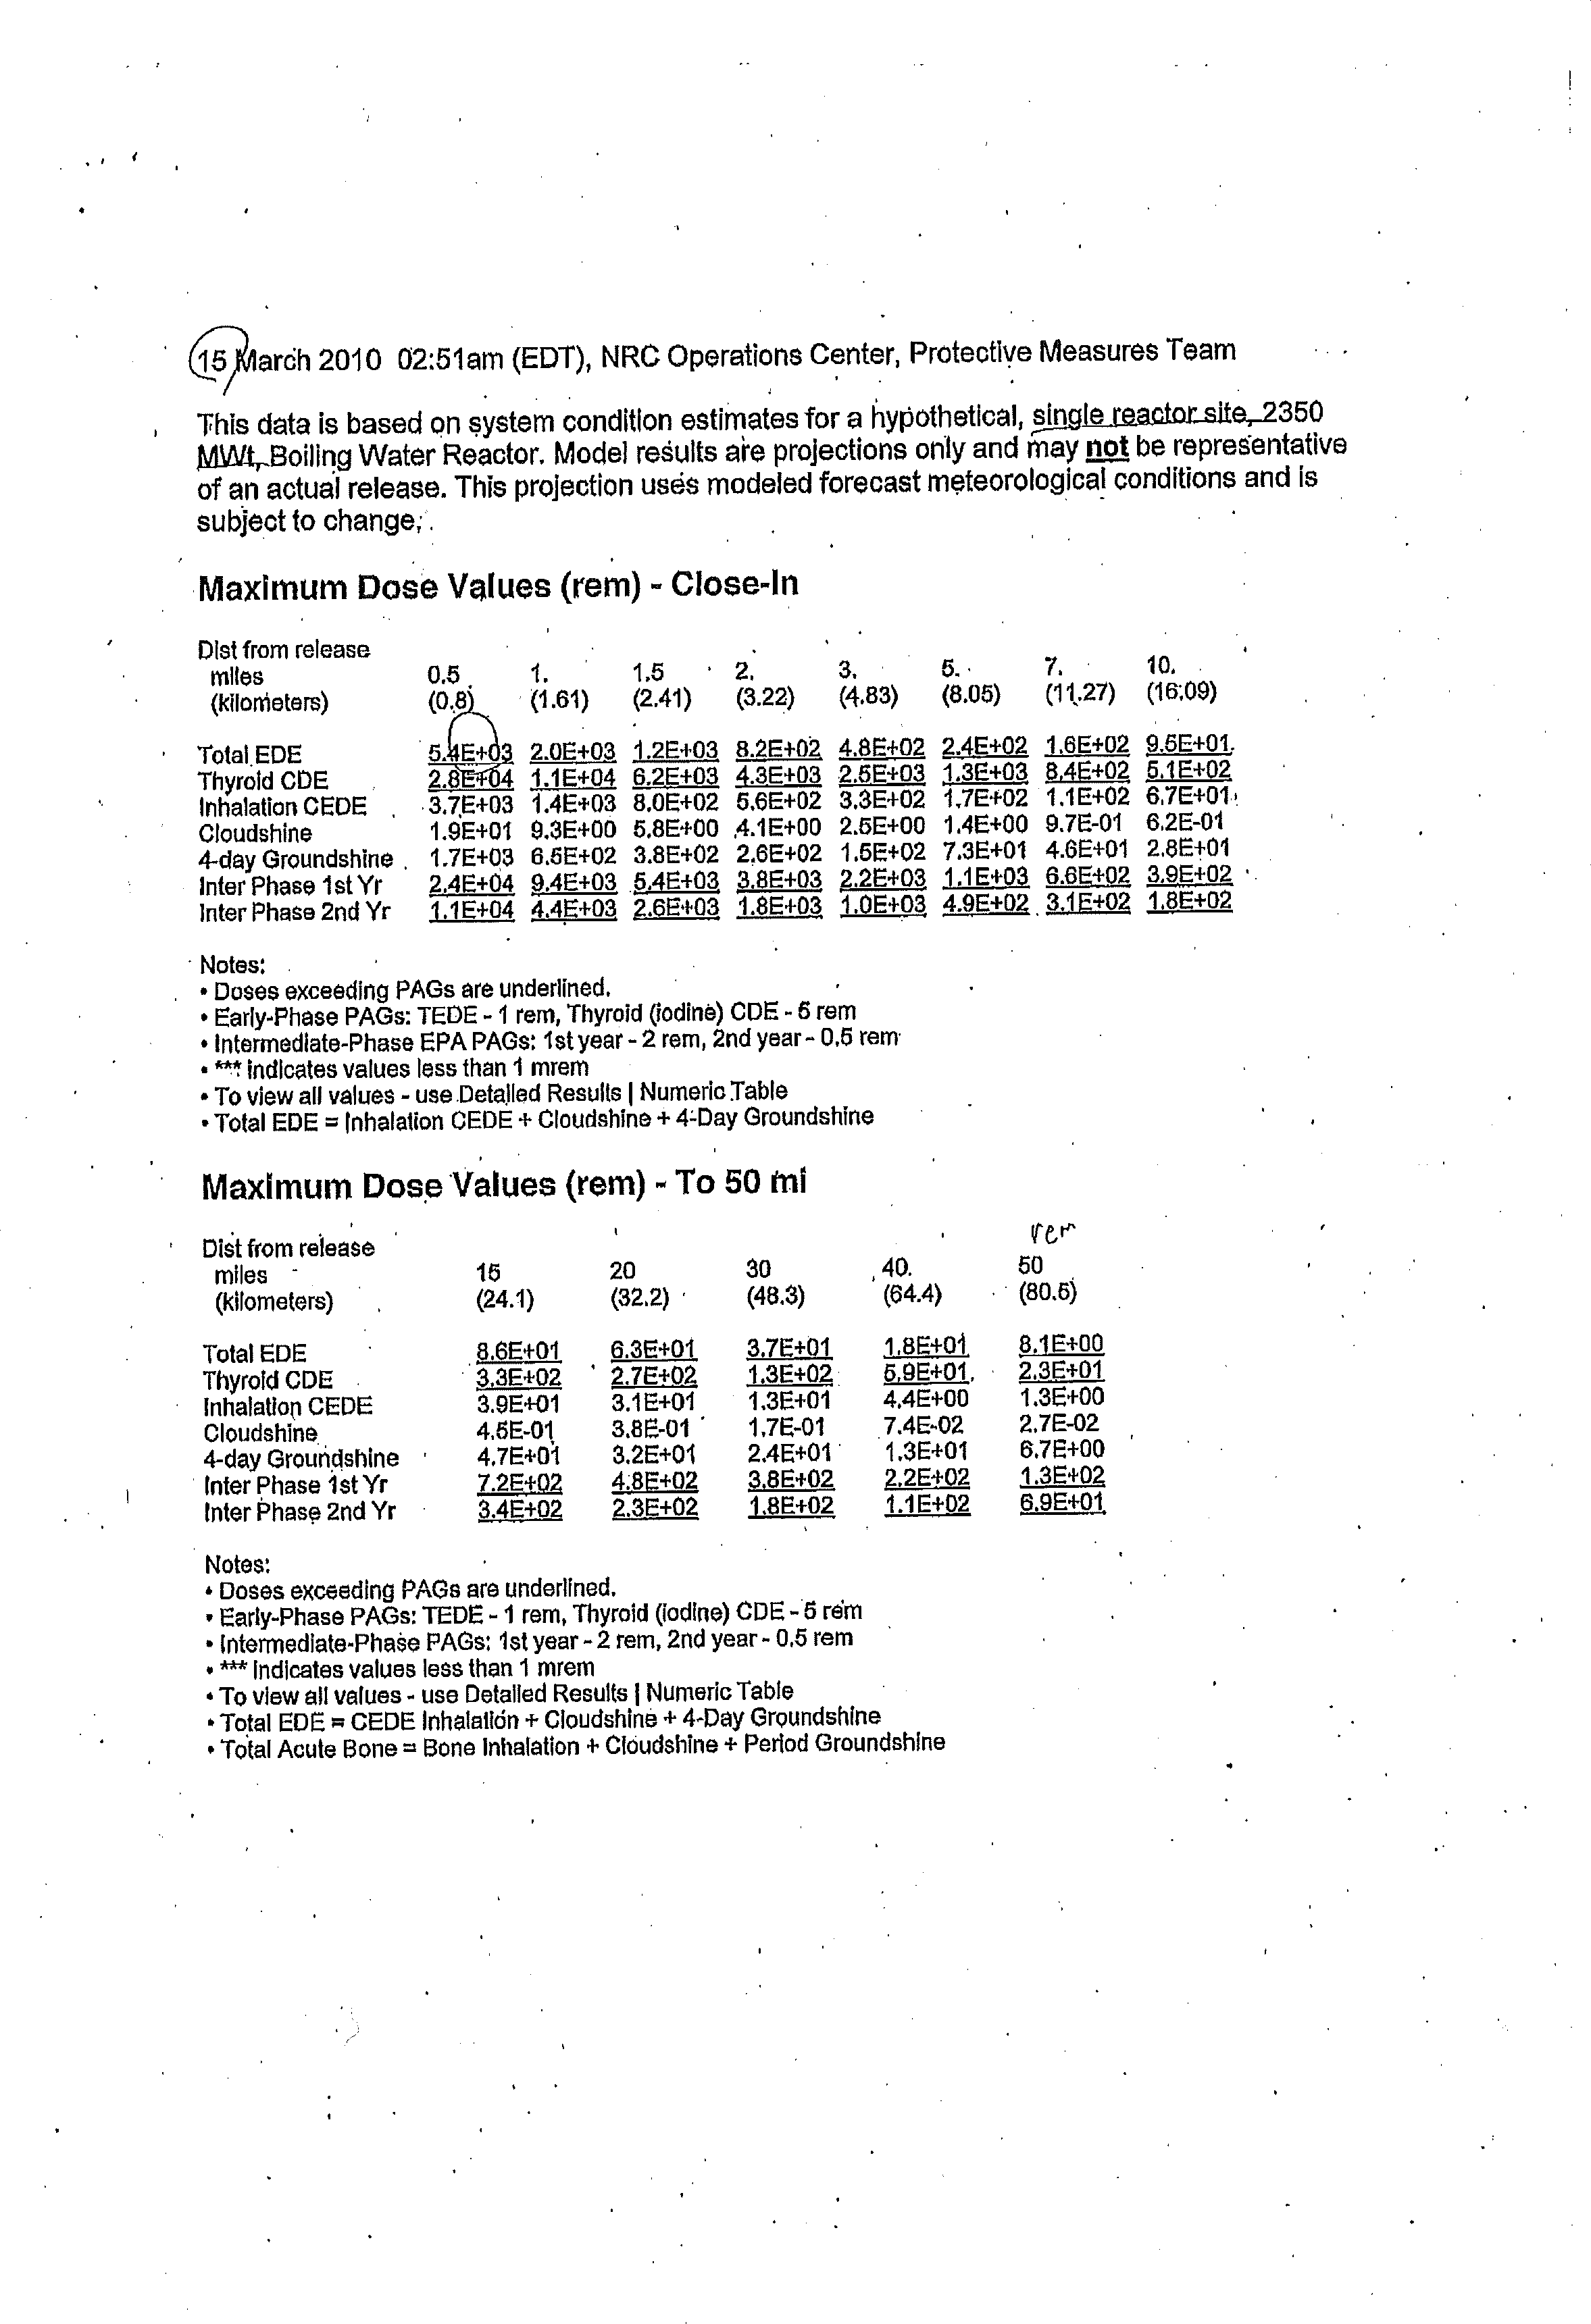 15 March 2010 02:51am (EDT), NRC Operations Center, Protective Measures Team
This data is based on system condition estimates for a hypothetical, single reactor site, 2350
MWt, Boiling Water Reactor. Model results are projections only and may not be representative
of an actual release. This projection uses modeled forecast meteorological conditions and is
subject to change.
Maximum Dose Values (rem) - Close-In
Dist from release
miles 0.5 1. 1.5 2. 3. 5. 7. 10.
(kilometers) (0.8) (1.61) (2.41) (3.22) (4.83) (8.05) (11.27) (16.09)
Total EDE 5.4E+03 2.0E+03 1.2E+03 8.2E+02 4.8E+02 2.4E+02 1.6E+02 9.5E+01
Thyroid CDE 2.8E+04 1.1E+04 6.2E+03 4.3E+03 2.5E+03 1.3E+03 8.4E+02 5.1E+02
Inhalation CEDE 3.7E+03 1.4E+03 8.0E+02 5.6E+02 3.3E+02 1.7E+02 1.1E+02 6.7E+01
Cloudshine 1.9E+01 9.3E+00 5.8E+00 4.1E+00 2.5E+00 1.4E+00 9.7E-01 6.2E-01
4-day Groundshine 1.7E+03 6.5E+02 3.8E+02 2.6E+02 1.5E+02 7.3E+01 4.6E+01 2.8E+01
Inter Phase 1st Yr 2.4E+04 9.4E+03 5.4E+03 3.8E+03 2.2E+03 1.1E+03 6.6E+02 3.9E+02
Inter Phase 2nd Yr 1.1E+04 4.4E+03 2.6E+03 1.8E+03 1.0E+03 4.9E+02 3.1E+02 1.8E+02
Notes:
• Doses exceeding PAGs are underlined.
• Early-Phase PAGs: TEDE - 1 rem, Thyroid (iodine) CDE - 5 rem
• Intermediate-Phase EPA PAGs: 1st year - 2 rem, 2nd year - 0.5 rem
• *** indicates values less than 1 mrem
• To view all values - use Detailed Results | Numeric Table
• Total EDE = Inhalation CEDE + Cloudshine + 4-Day Groundshine
Maximum Dose Values (rem) - To 50 mi
rem
Dist from release
miles 15 20 30 40. 50
(kilometers) (24.1) (32.2) (48.3) (64.4) (80.5)
Total EDE 8.6E+01 6.3E+01 3.7E+01 1.8E+01 8.1E+00
Thyroid CDE 3.3E+02 2.7E+02 1.3E+02 5.9E+01 2.3E+01
Inhalation CEDE 3.9E+01 3.1E+01 1.3E+01 4.4E+00 1.3E+00
Cloudshine 4.5E-01 3.8E-01 1.7E-01 7.4E-02 2.7E-02
4-day Groundshine 4.7E+01 3.2E+01 2.4E+01 1.3E+01 6.7E+00
Inter Phase 1st Yr 7.2E+02 4.8E+02 3.8E+02 2.2E+02 1.3E+02
Inter Phase 2nd Yr 3.4E+02 2.3E+02 1.8E+02 1.1E+02 6.9E+01
Notes:
• Doses exceeding PAGs are underlined.
• Early-Phase PAGs: TEDE - 1 rem, Thyroid (iodine) CDE - 5 rem
• Intermediate-Phase PAGs: 1st year - 2 rem, 2nd year - 0.5 rem
• *** indicates values less than 1 mrem
• To view all values - use Detailed Results | Numeric Table
• Total EDE = CEDE Inhalation + Cloudshine + 4-Day Groundshine
• Total Acute Bone = Bone Inhalation + Cloudshine + Period Groundshine